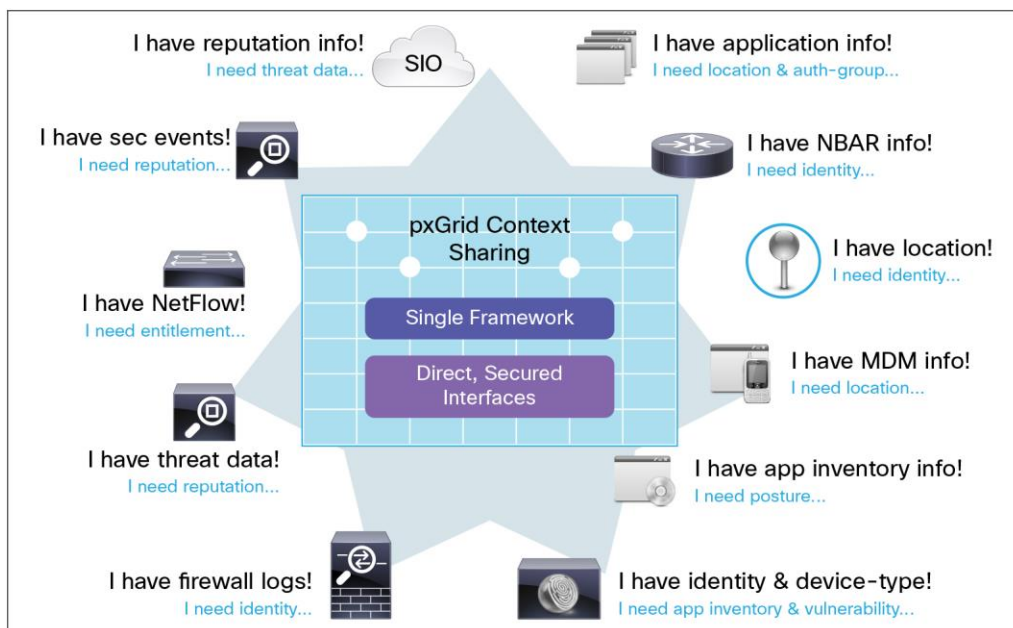 I have reputation info!
I need threat data...
SIO
I have application info!
I need location & auth-group...
I have sec events!
I need reputation...
I have NBAR info!
I need identity...
pxGrid Context
Sharing
I have location!
I need identity...
I have NetFlow!
I need entitlement...
Single Framework
Direct, Secured
Interfaces
I have MDM info!
I need location...
I have threat data!
I need reputation...
I have app inventory info!
I need posture...
I have firewall logs!
I need identity...
I have identity & device-type!
I need app inventory & vulnerability...